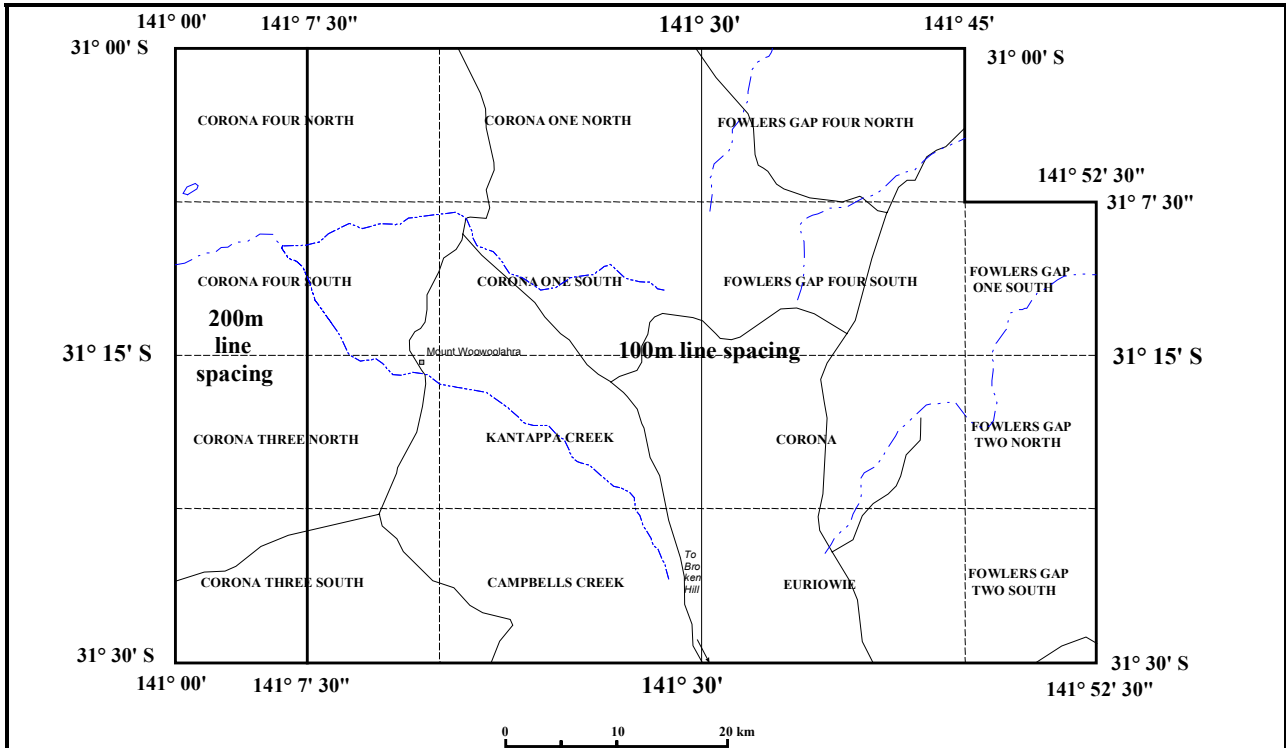 141° 00'
141° 7' 30"
141° 30'
141° 45'
31° 00' S
31° 00' S
CORONA FOUR NORTH
CORONA ONE NORTH
FOWLERS GAP FOUR NORTH
141° 52' 30"
31° 7' 30"
CORONA FOUR SOUTH
CORONA ONE SOUTH
FOWLERS GAP FOUR SOUTH
FOWLERS GAP
ONE SOUTH
200m
line
spacing
31° 15' S
Mount Woowoolahra
100m line spacing
31° 15' S
CORONA THREE NORTH
KANTAPPA CREEK
CORONA
FOWLERS GAP
TWO NORTH
To
Bro
ken
Hill
CORONA THREE SOUTH
CAMPBELLS CREEK
EURIOWIE
FOWLERS GAP
TWO SOUTH
31° 30' S
31° 30' S
141° 00'
141° 7' 30"
141° 30'
141° 52' 30"
0
10
20 km